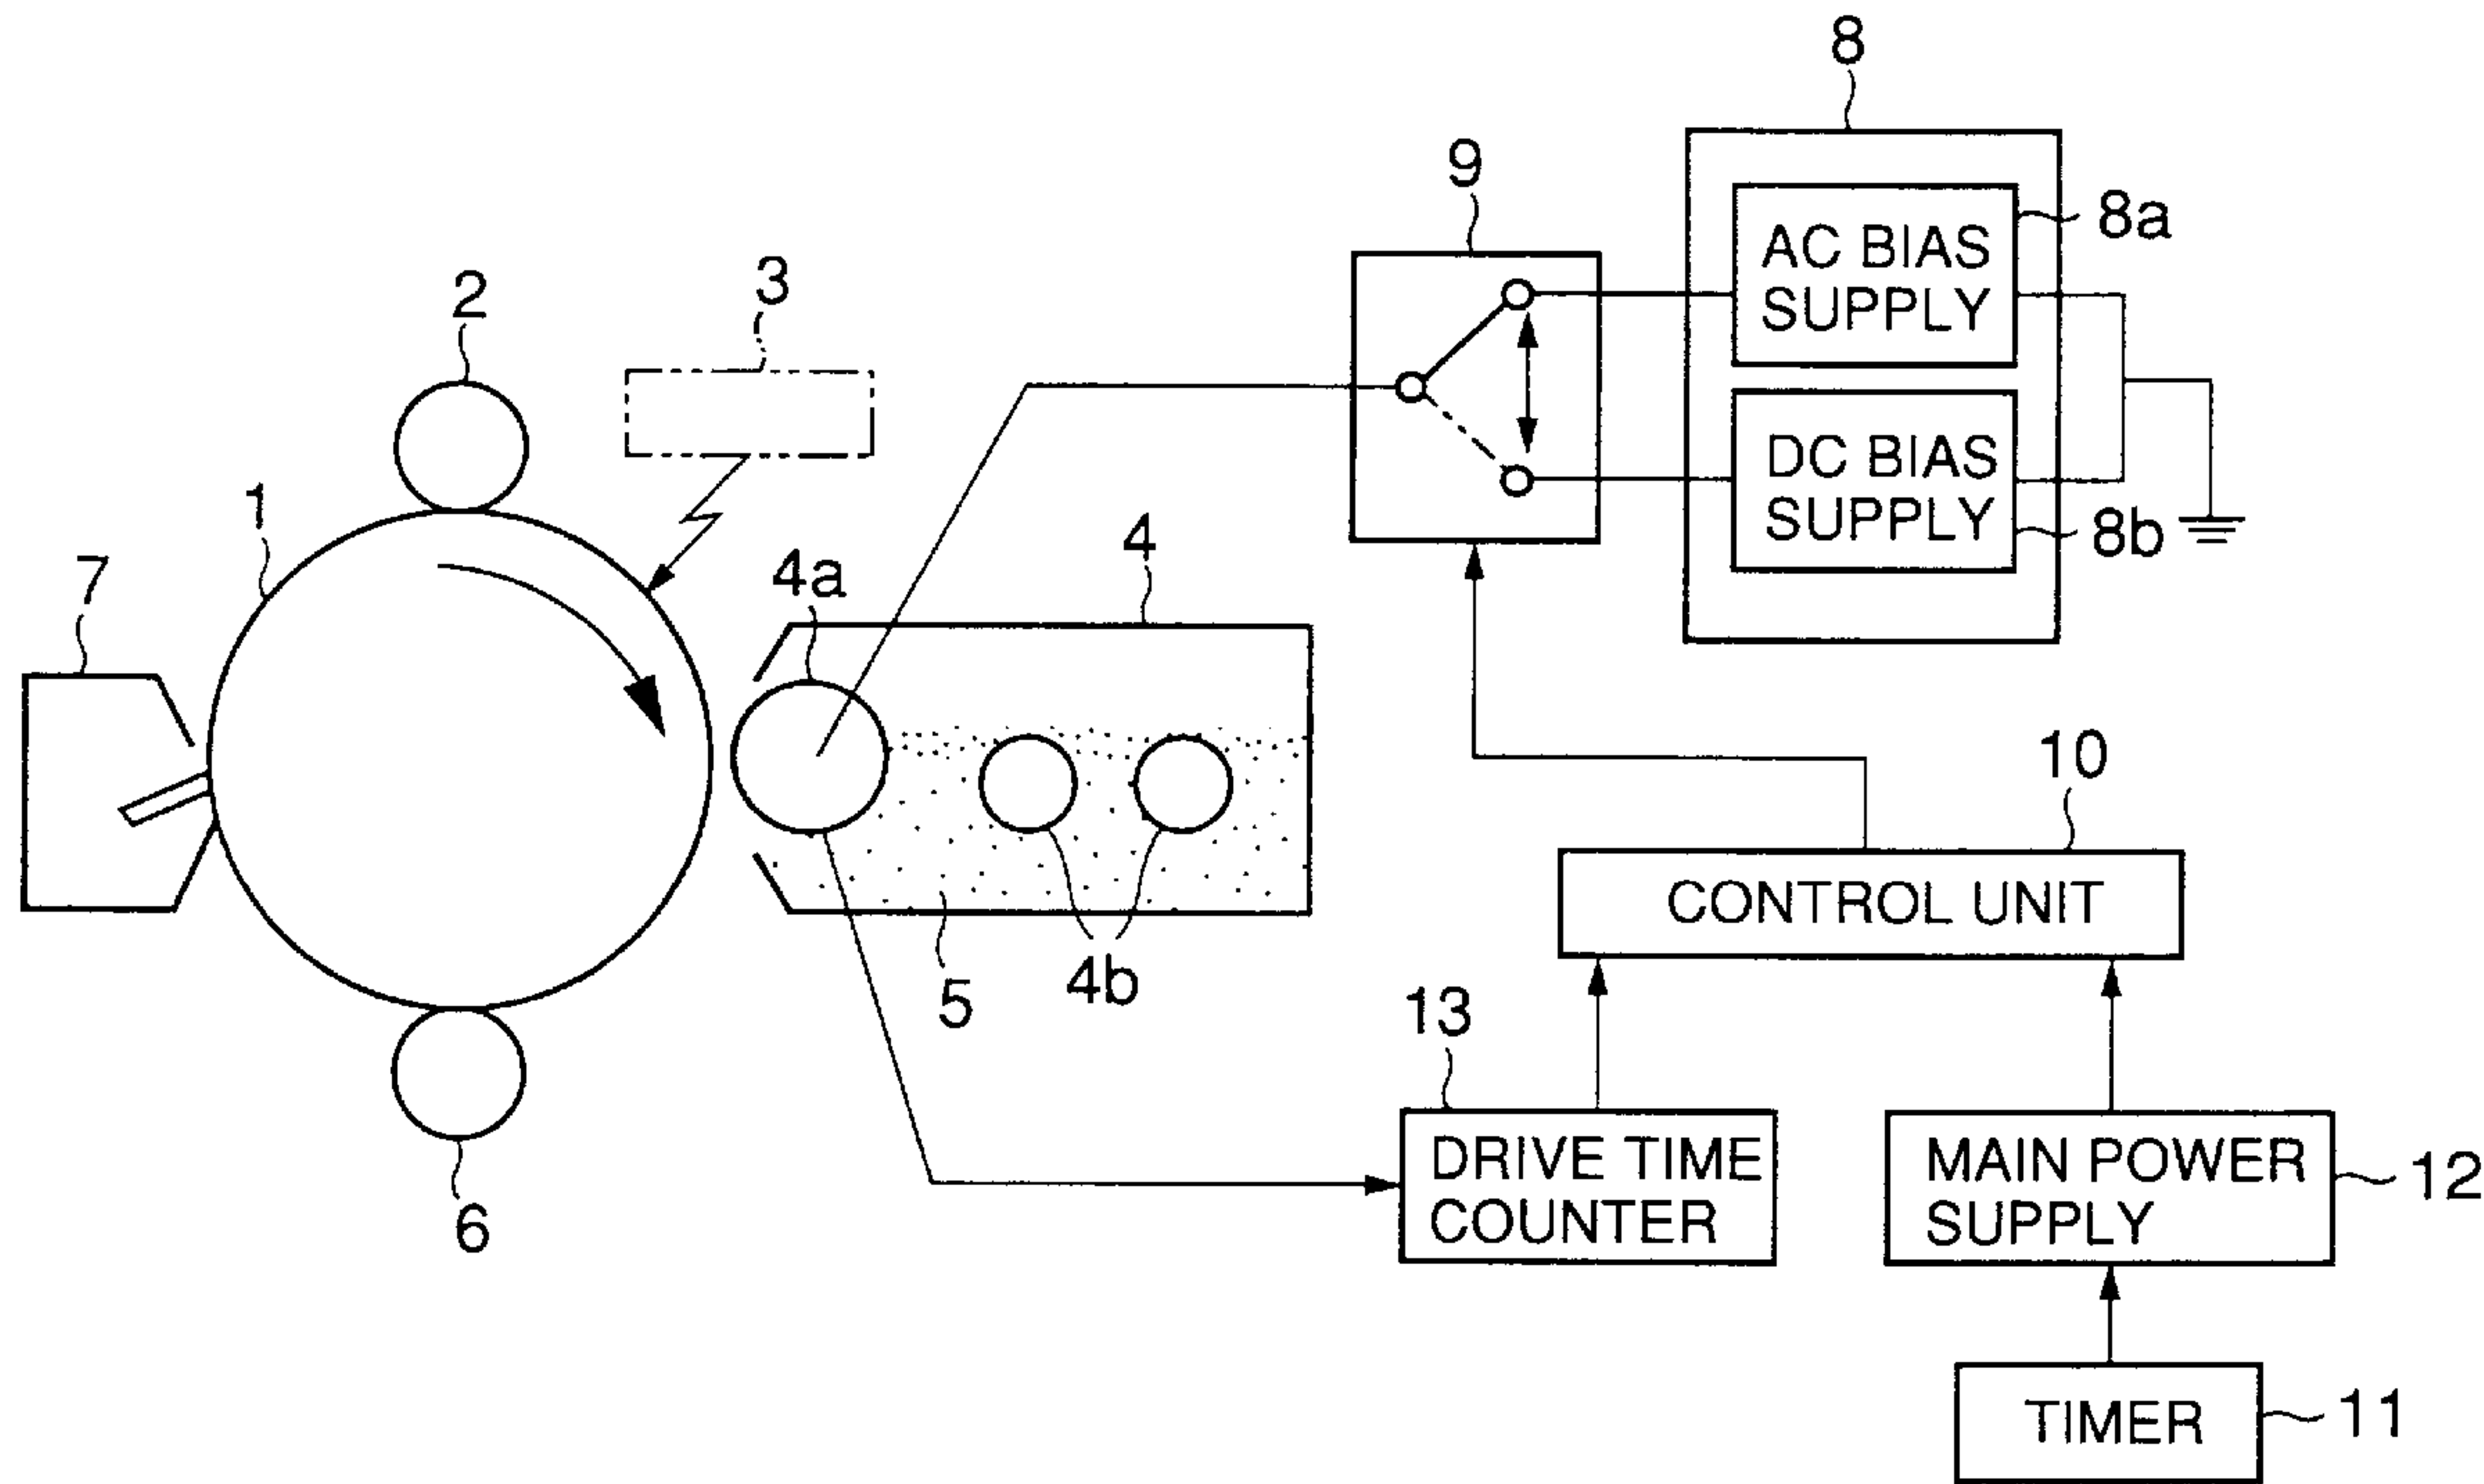 8
9
8a
AC BIAS
SUPPLY
2
3
DC BIAS
SUPPLY
8b
1
4
4a
7
10
CONTROL UNIT
4b
5
13
DRIVE TIME
COUNTER
MAIN POWER
SUPPLY
12
6
TIMER
11